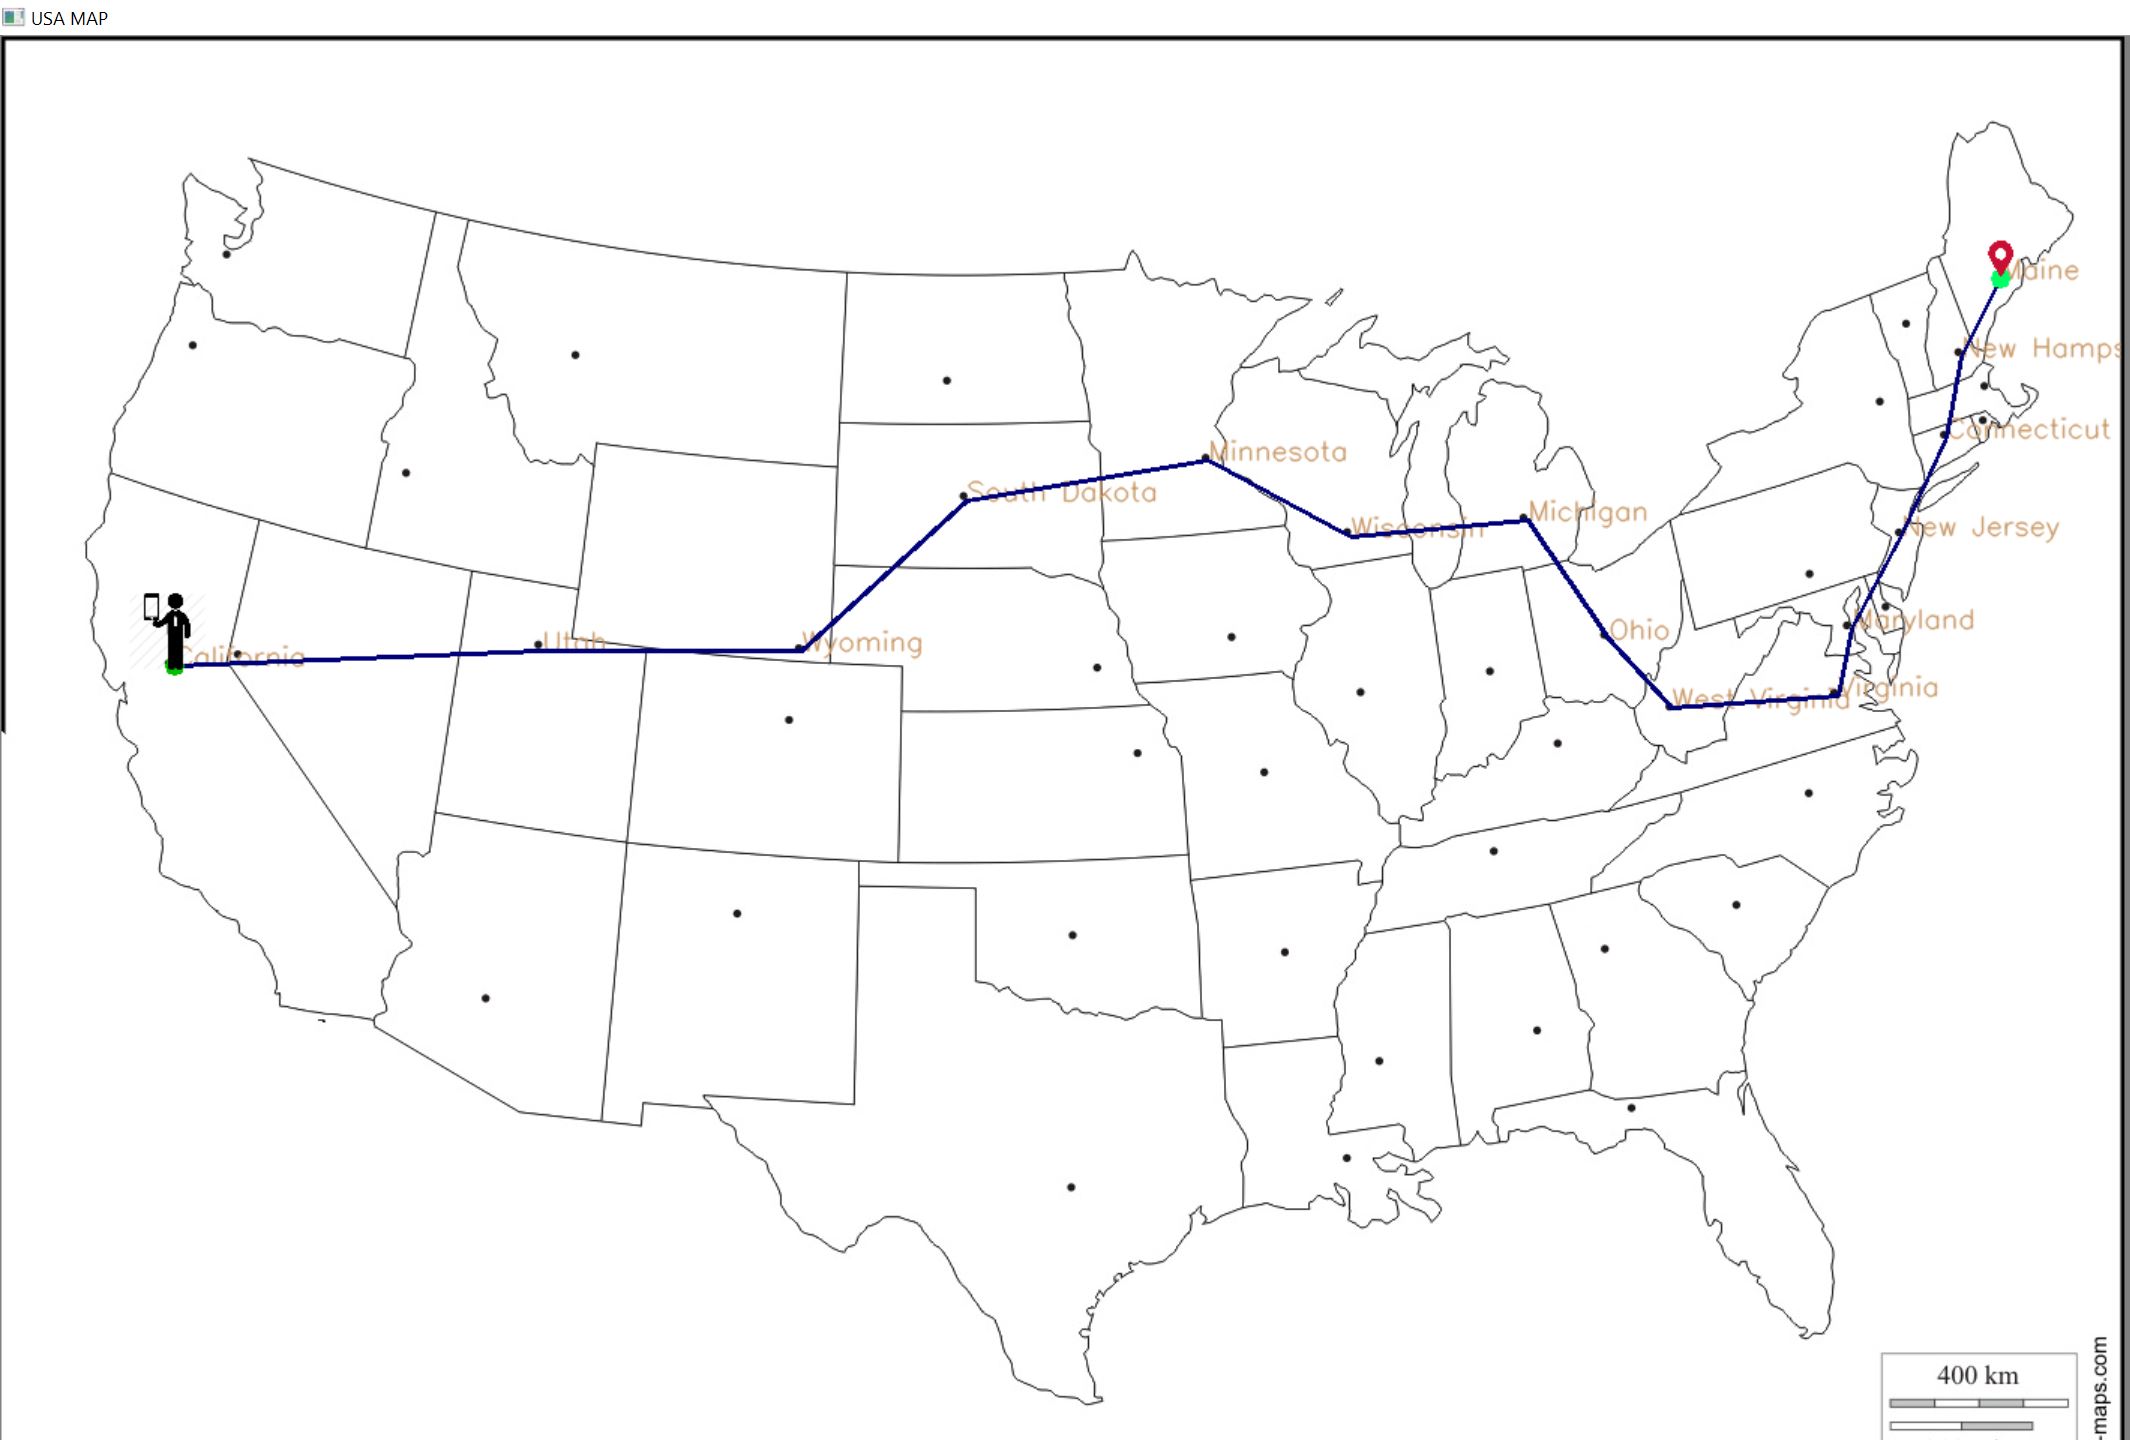 USA MAP
Maine
New Hamps
Connecticut
Minnesota
South Dakota
Michigan
Wisconsin
New Jersey
Maryland
Ohio
Wyoming
Utah
California
Virginia
West Virginia
400 km
-maps.com